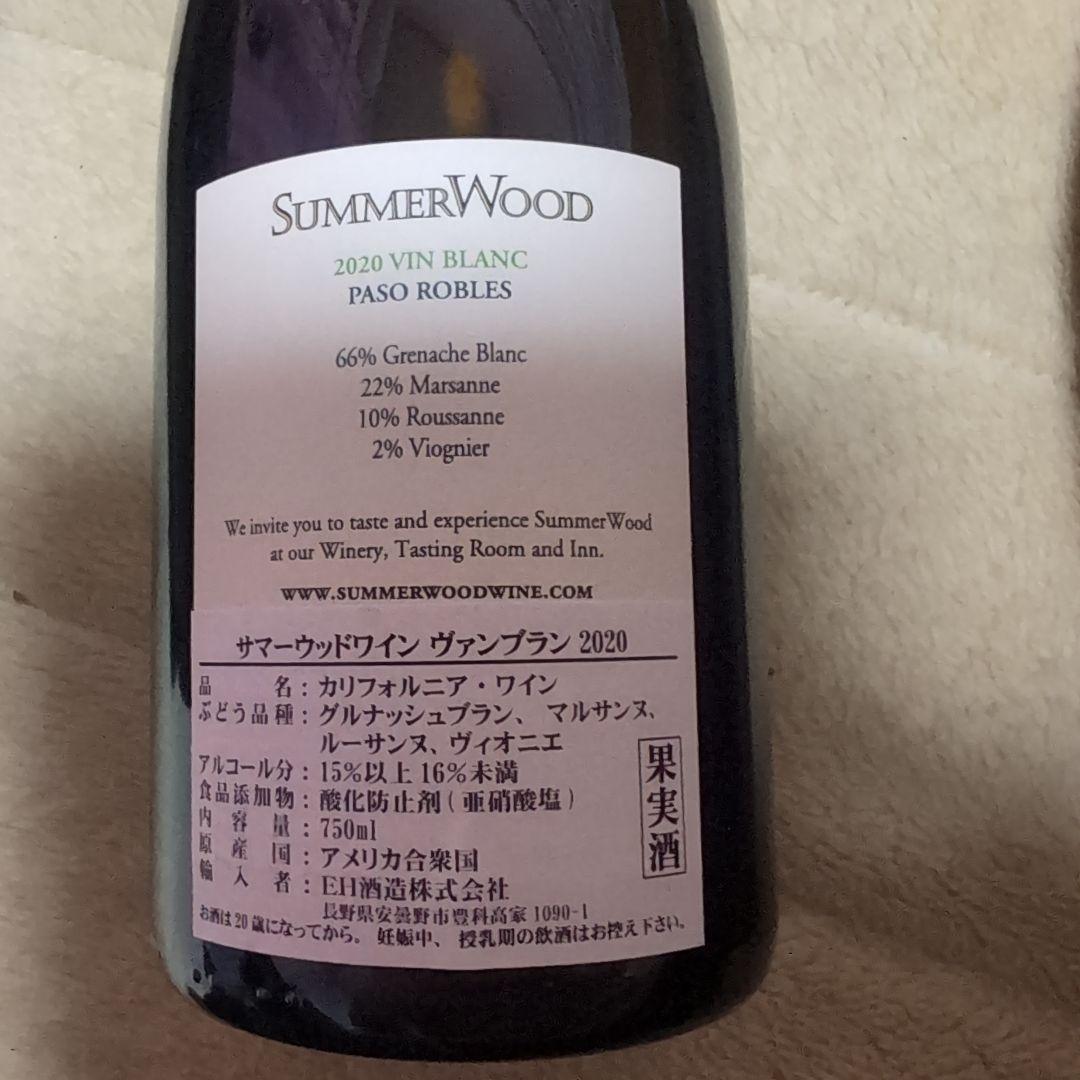 SUMMERWOOD
2020 VIN BLANC
PASO ROBLES
66% Grenache Blanc
22% Marsanne
10% Roussanne
2% Viognier
We invite you to taste and experience SummerWood
at our Winery, Tasting Room and Inn.
WWW.SUMMERWOODWINE.COM
サマーウッドワイン ヴァンブラン 2020
品名：カリフォルニア・ワイン
ぶどう品種：グルナッシュブラン、マルサンヌ、
ルーサンヌ、ヴィオニエ
アルコール分：15%以上16%未満
食品添加物：酸化防止剤(亜硝酸塩)
内容量：750ml
原産国：アメリカ合衆国
輸入者：EH酒造株式会社
長野県安曇野市豊科高家 1090-1
お酒は20歳になってから。妊娠中、授乳期の飲酒はお控え下さい。
果実酒